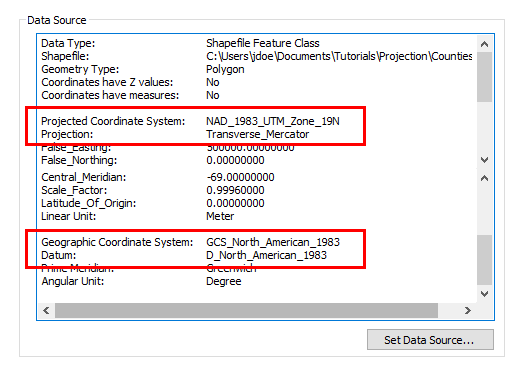 Data Source
Data Type: Shapefile Feature Class
Shapefile: C:\Users\jdoe\Documents\Tutorials\Projection\Counties
Geometry Type: Polygon
Coordinates have Z values: No
Coordinates have measures: No
Projected Coordinate System: NAD_1983_UTM_Zone_19N
Projection: Transverse_Mercator
False_Easting: 500000.00000000
False_Northing: 0.00000000
Central_Meridian: -69.00000000
Scale_Factor: 0.99960000
Latitude_Of_Origin: 0.00000000
Linear Unit: Meter
Geographic Coordinate System: GCS_North_American_1983
Datum: D_North_American_1983
Prime Meridian: Greenwich
Angular Unit: Degree
Set Data Source...